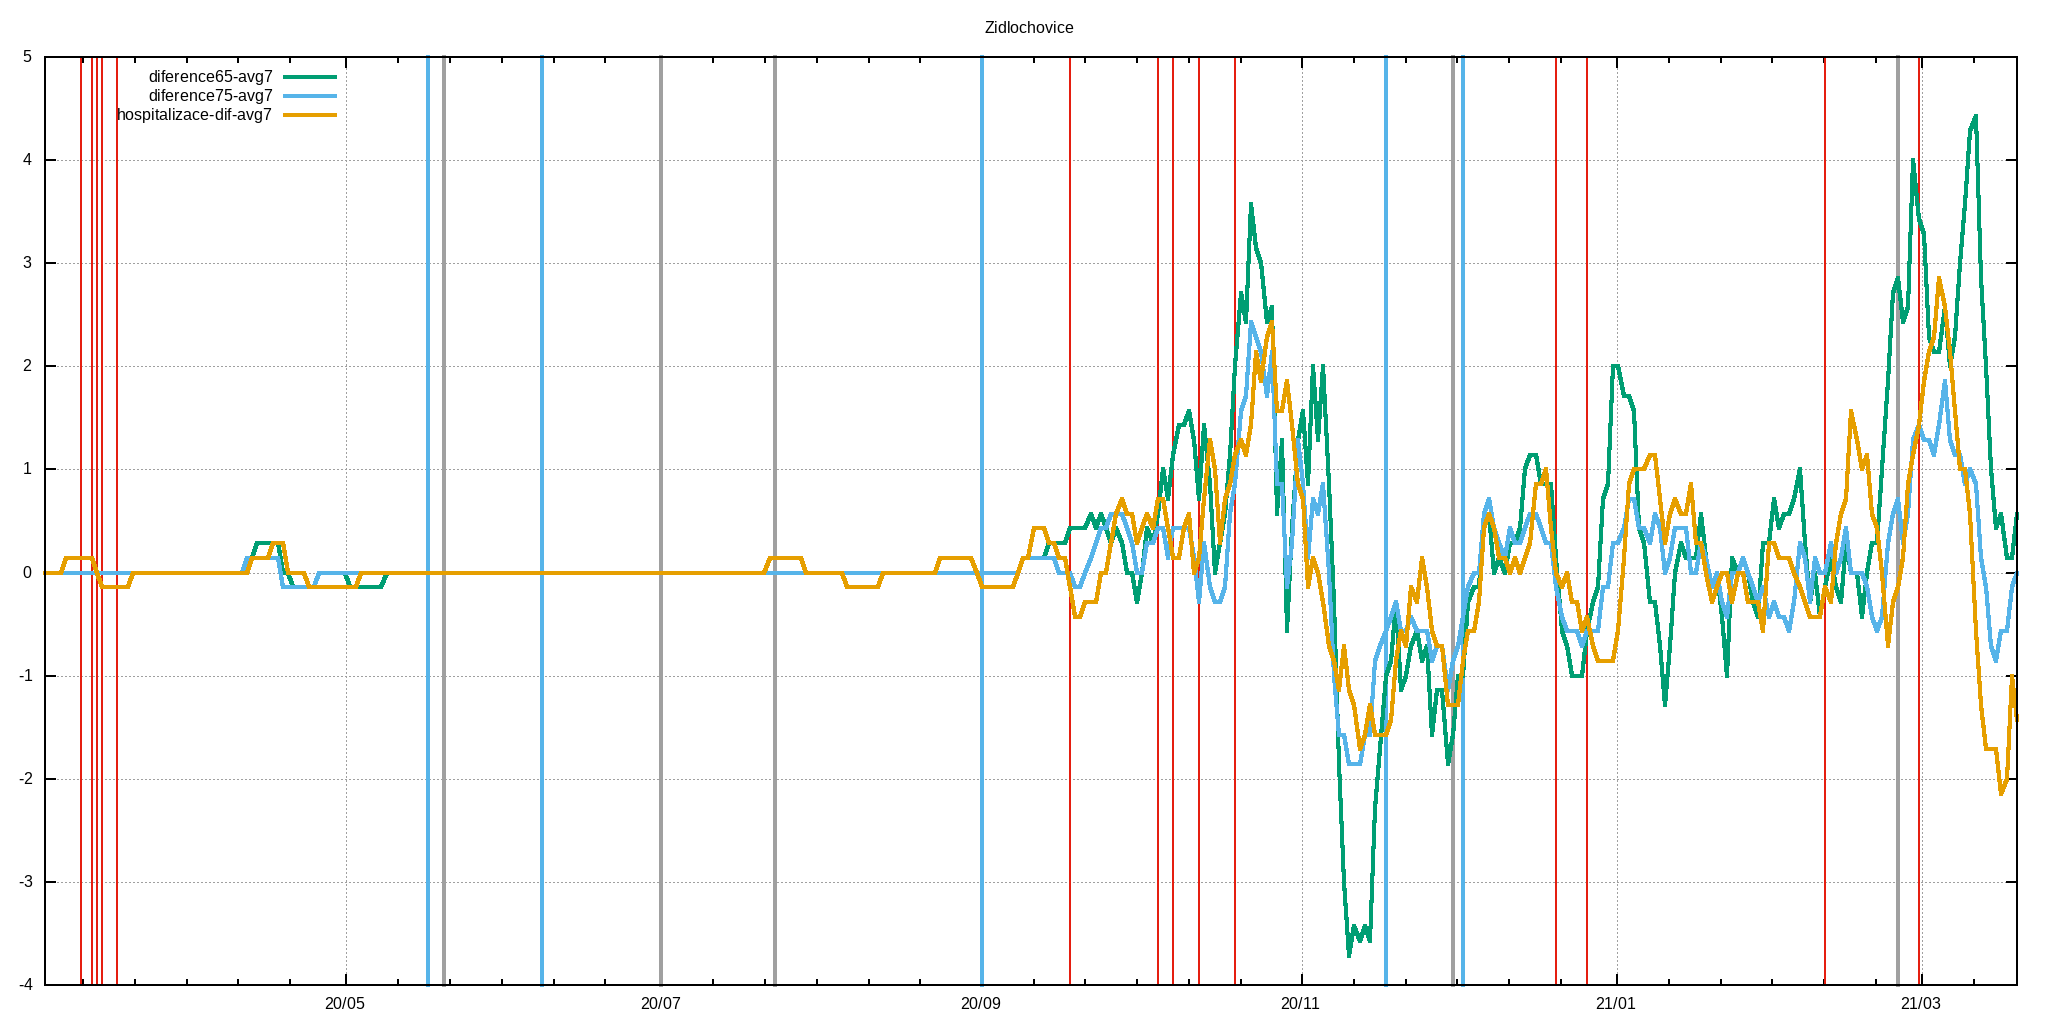 Zidlochovice
5
4
3
2
1
0
-1
-2
-3
-4
diference65-avg7
diference75-avg7
hospitalizace-dif-avg7
20/05 20/07 20/09 20/11 21/01 21/03